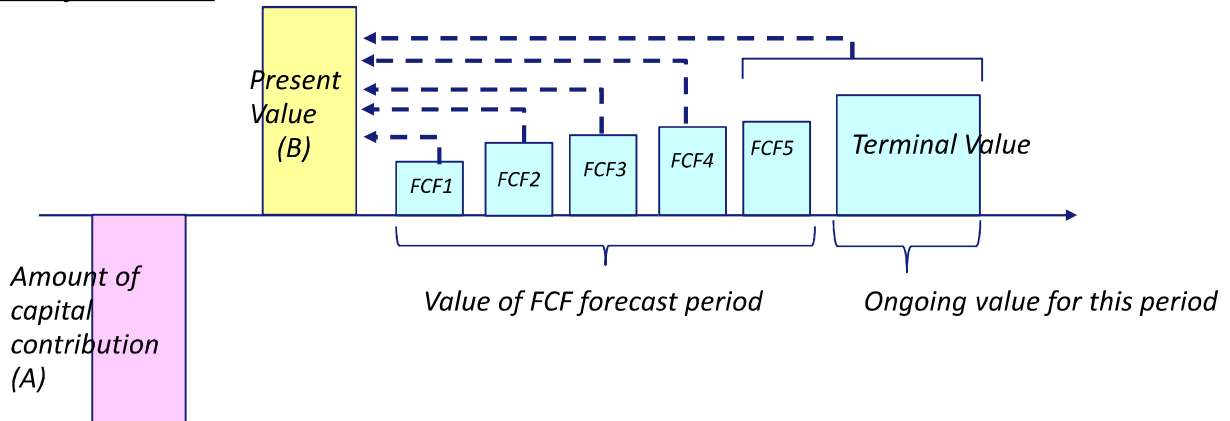 Present
Value
(B)
FCF1
FCF2
FCF3
FCF4
FCF5
Terminal Value
Amount of
capital
contribution
(A)
Value of FCF forecast period
Ongoing value for this period